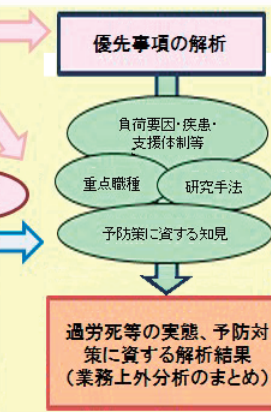 優先事項の解析
負荷要因・疾患・
支援体制等
重点職種
研究手法
予防策に資する知見
過労死等の実態、予防対
策に資する解析結果
（業務上外分析のまとめ）